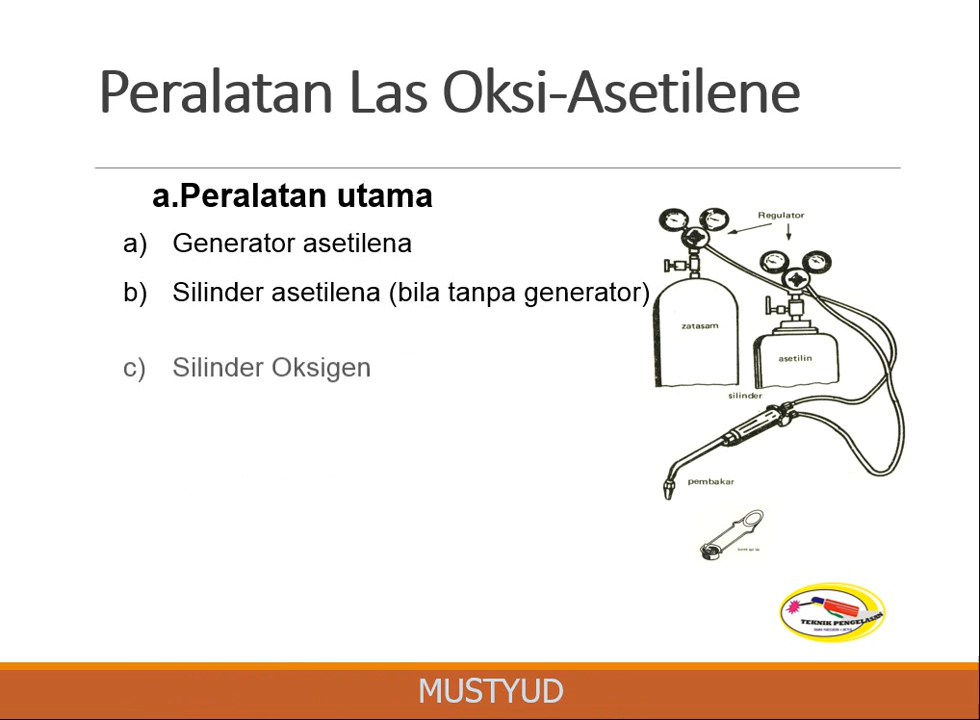 Peralatan Las Oksi-Asetilene
a.Peralatan utama
a) Generator asetilena
b) Silinder asetilena (bila tanpa generator)
c) Silinder Oksigen
Regulator
zatasam
asetilin
silinder
pembakar
TEKNIK PENGELASAN
MUSTYUD